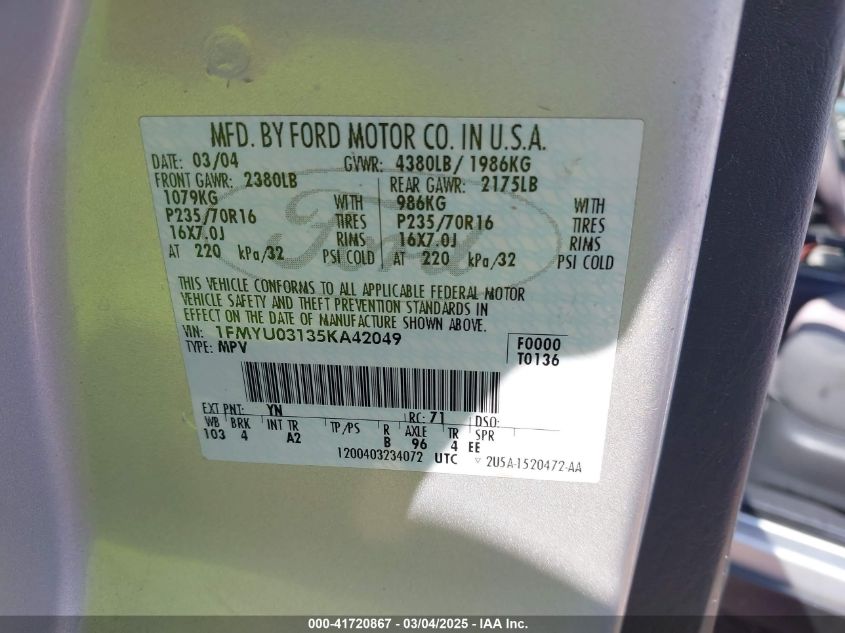 MFD. BY FORD MOTOR CO. IN U.S.A.
DATE: 03/04 GVWR: 4380LB/ 1986KG
FRONT GAWR: 2380LB REAR GAWR: 2175LB
1079KG WITH 986KG WITH
P235/70R16 TIRES P235/70R16 TIRES
16X7.0J RIMS 16X7.0J RIMS
AT 220 kPa/32 PSI COLD AT 220 kPa/32 PSI COLD
THIS VEHICLE CONFORMS TO ALL APPLICABLE FEDERAL MOTOR
VEHICLE SAFETY AND THEFT PREVENTION STANDARDS IN
EFFECT ON THE DATE OF MANUFACTURE SHOWN ABOVE.
VIN: 1FMYU03135KA42049 F0000
TYPE: MPV T0136
Ford
EXT PNT: YN RC: 71 DSO:
WB BRK INT TR TP/PS R AXLE TR SPR
103 4 A2 B 96 4 EE
1200403234072 UTC ▽ 2U5A-1520472-AA
000-41720867 - 03/04/2025 - IAA Inc.